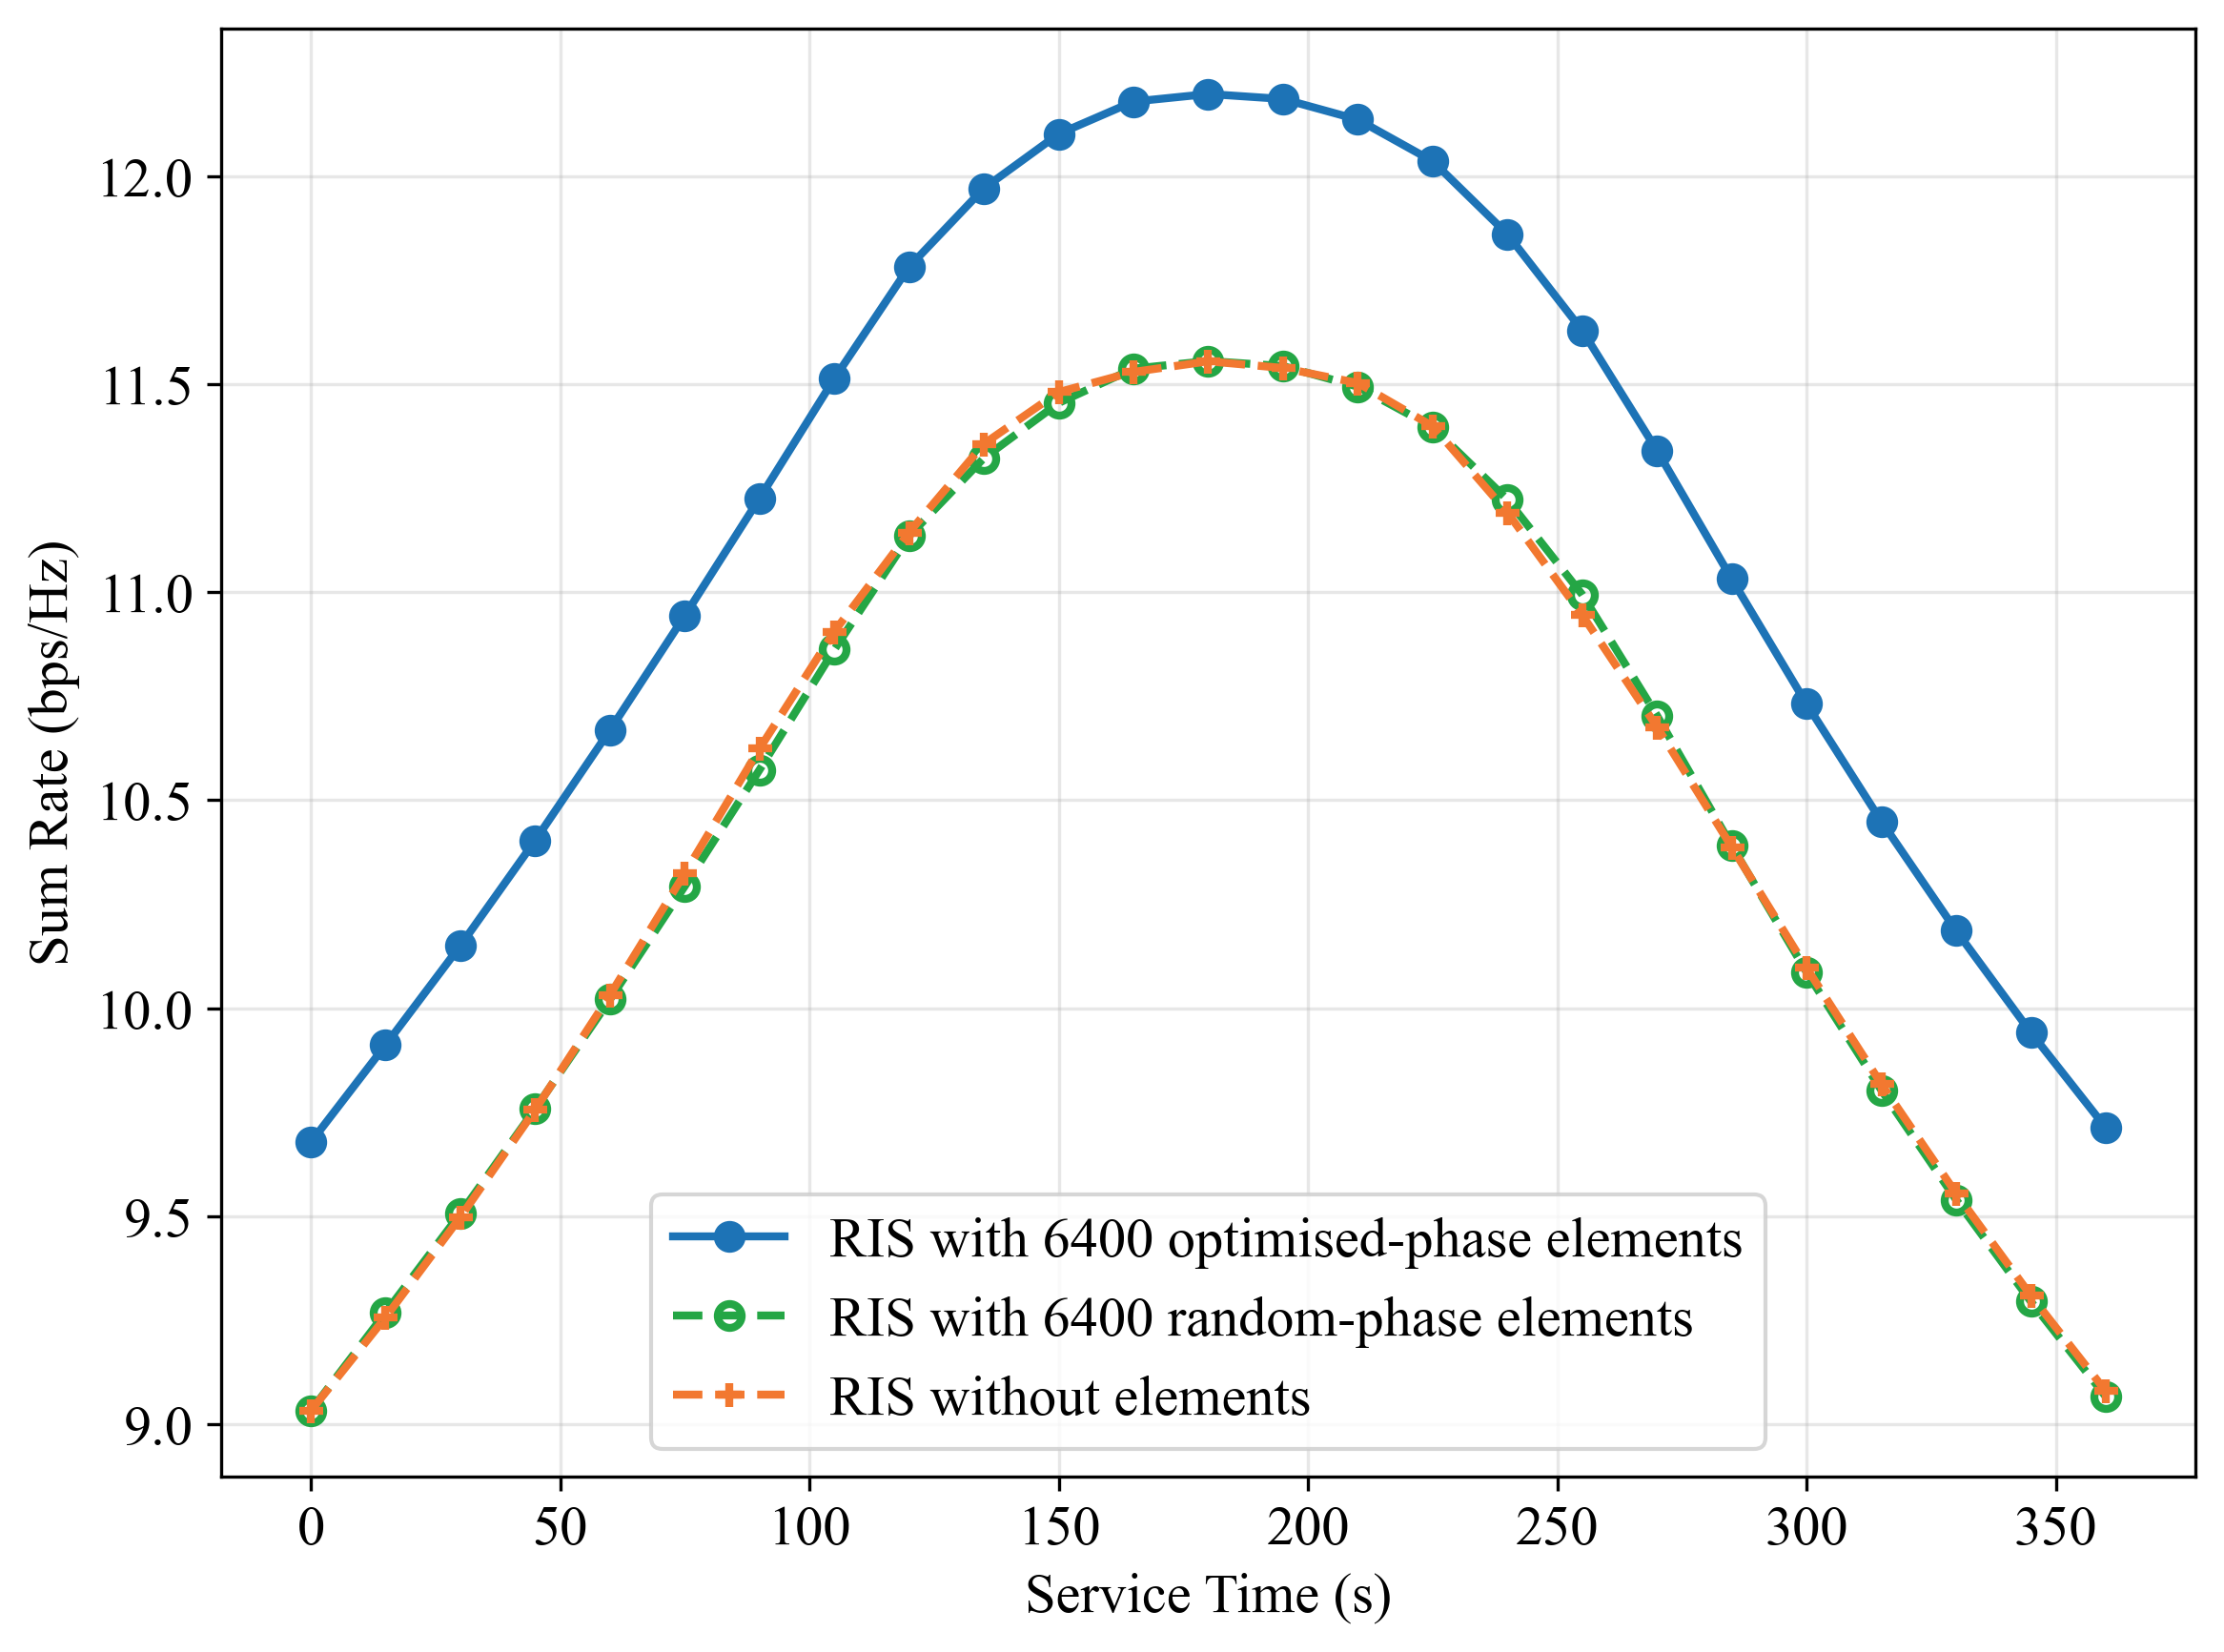 12.0
11.5
11.0
10.5
10.0
9.5
9.0
Sum Rate (bps/Hz)
RIS with 6400 optimised-phase elements
RIS with 6400 random-phase elements
RIS without elements
0 50 100 150 200 250 300 350
Service Time (s)